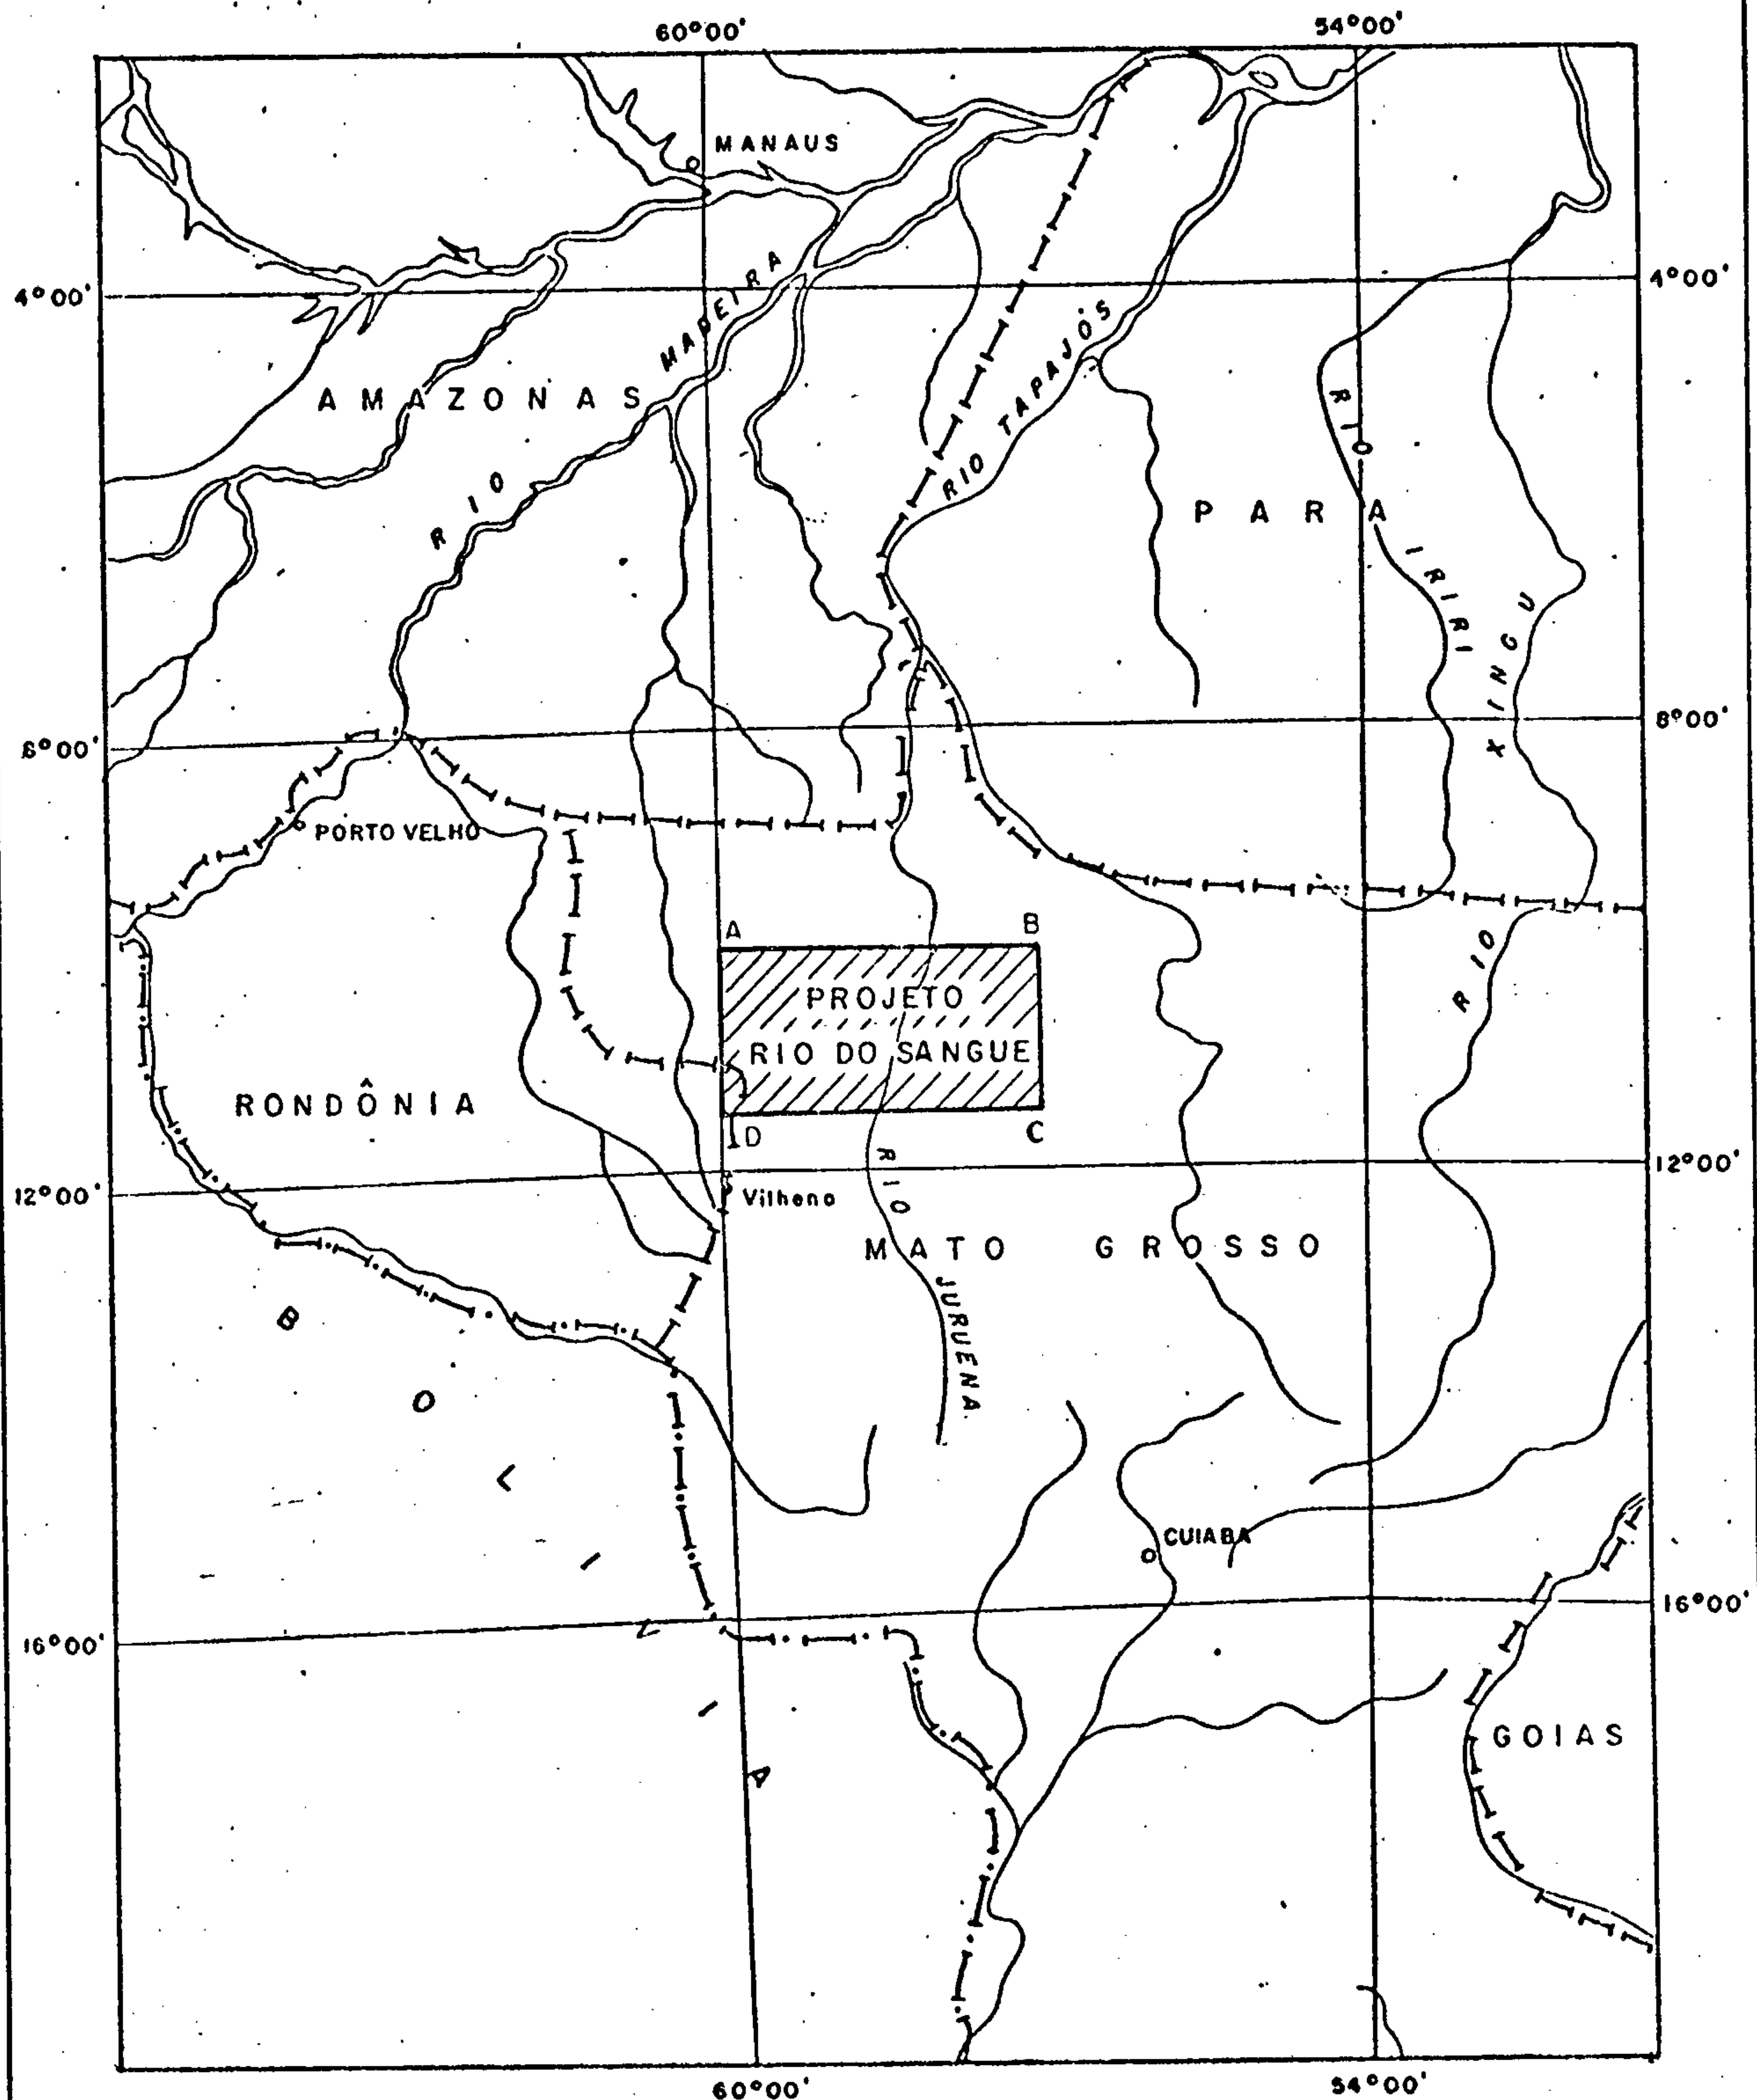 60°00'
54°00'
MANAUS
4°00'
4°00'
RIO MADEIRA
AMAZONAS
RIO TAPAJÓS
RIO IRIRI
PARA
RIO XINGU
8°00'
8°00'
PORTO VELHO
A
B
PROJETO
RIO DO SANGUE
RONDÔNIA
D
C
12°00'
12°00'
Vilhena
RIO JURUENA
MATO GROSSO
BOLIVIA
CUIABA
16°00'
16°00'
GOIAS
60°00'
54°00'